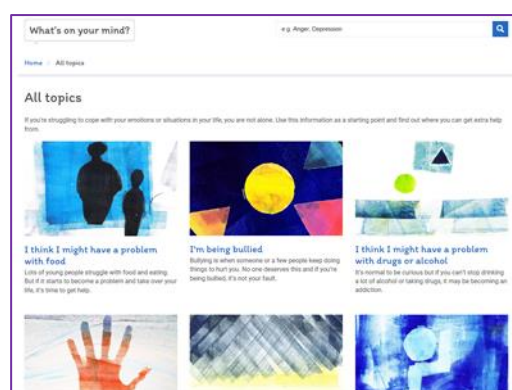 What's on your mind?
e.g. Anger, Depression
Home All topics
All topics
If you're struggling to cope with your emotions or situations in your life, you are not alone. Use this information as a starting point and find out where you can get extra help
from.
I think I might have a problem
with food
Lots of young people struggle with food and eating.
But if it starts to become a problem and take over your
life, it's time to get help.
I'm being bullied
Bullying is when someone or a few people keep doing
things to hurt you. No one deserves this and if you're
being bullied, it's not your fault.
I think I might have a problem
with drugs or alcohol
It's normal to be curious but if you can't stop drinking
a lot of alcohol or taking drugs, it may be becoming an
addiction.